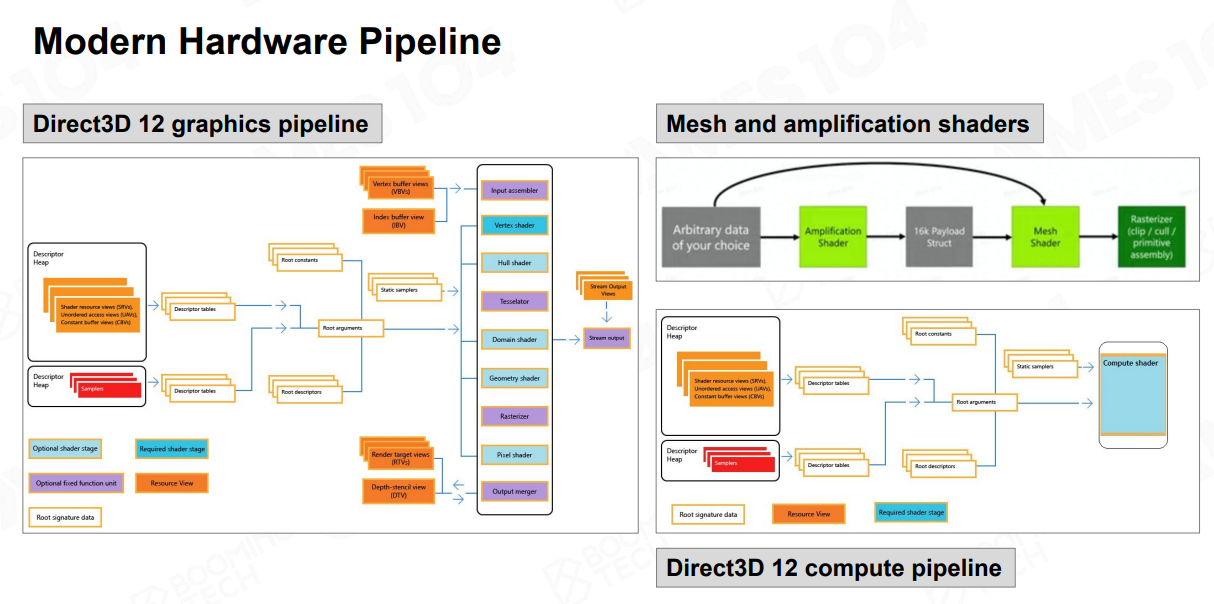 Modern Hardware Pipeline
Direct3D 12 graphics pipeline
Vertex buffer views
(VBVs)
Index buffer view
(IBV)
Input assembler
Vertex shader
Hull shader
Tesselator
Domain shader
Geometry shader
Rasterizer
Pixel shader
Output merger
Descriptor
Heap
Shader resource views (SRVs),
Unordered access views (UAVs),
Constant buffer views (CBVs)
Descriptor tables
Root constants
Static samplers
Root arguments
Stream Output
Views
Stream output
Descriptor
Heap
Samplers
Descriptor tables
Root descriptors
Render target views
(RTVs)
Depth-stencil view
(DTV)
Optional shader stage
Required shader stage
Optional fixed function unit
Resource View
Root signature data
Mesh and amplification shaders
Arbitrary data
of your choice
Amplification
Shader
16k Payload
Struct
Mesh
Shader
Rasterizer
(clip / cull /
primitive
assembly)
Descriptor
Heap
Shader resource views (SRVs),
Unordered access views (UAVs),
Constant buffer views (CBVs)
Descriptor tables
Root constants
Static samplers
Root arguments
Compute shader
Descriptor
Heap
Samplers
Descriptor tables
Root descriptors
Root signature data
Resource View
Required shader stage
Direct3D 12 compute pipeline
BOOMING
TECH
BOOMING
TECH